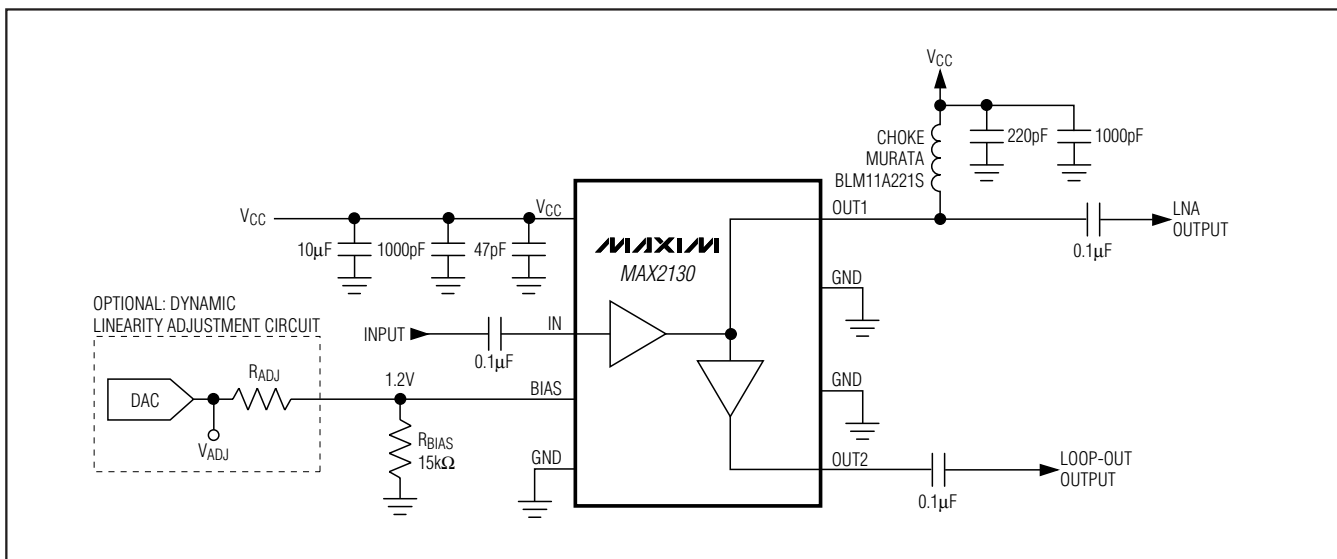 VCC
CHOKE
MURATA
BLM11A221S
220pF
1000pF
VCC
VCC
10µF
1000pF
47pF
MAXIM
MAX2130
OUT1
0.1µF
LNA
OUTPUT
GND
OPTIONAL: DYNAMIC
LINEARITY ADJUSTMENT CIRCUIT
INPUT
0.1µF
IN
DAC
RADJ
VADJ
1.2V
BIAS
RBIAS
15kΩ
GND
GND
OUT2
0.1µF
LOOP-OUT
OUTPUT